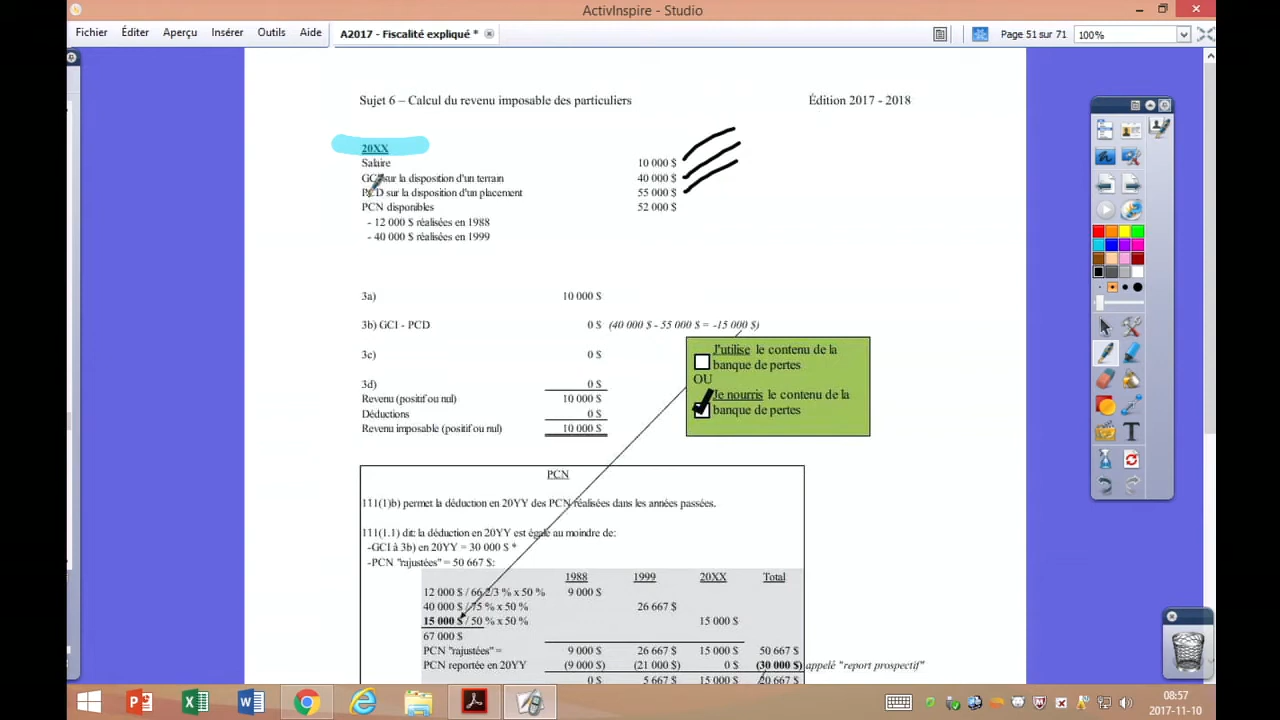 ActivInspire - Studio
Fichier Éditer Aperçu Insérer Outils Aide
A2017 - Fiscalité expliqué *
Page 51 sur 71
100%
Sujet 6 – Calcul du revenu imposable des particuliers
Édition 2017 - 2018
20XX
Salaire 10 000 $
GCI sur la disposition d'un terrain 40 000 $
PCD sur la disposition d'un placement 55 000 $
PCN disponibles 52 000 $
- 12 000 $ réalisées en 1988
- 40 000 $ réalisées en 1999
3a) 10 000 $
3b) GCI - PCD 0 $ (40 000 $ - 55 000 $ = -15 000 $)
3c) 0 $
3d) 0 $
Revenu (positif ou nul) 10 000 $
Déductions 0 $
Revenu imposable (positif ou nul) 10 000 $
J'utilise le contenu de la
banque de pertes
OU
Je nourris le contenu de la
banque de pertes
PCN
111(1)b) permet la déduction en 20YY des PCN réalisées dans les années passées.
111(1.1) dit: la déduction en 20YY est égale au moindre de:
-GCI à 3b) en 20YY = 30 000 $ *
-PCN "rajustées" = 50 667 $:
1988 1999 20XX Total
12 000 $ / 66 2/3 % x 50 % 9 000 $
40 000 $ / 75 % x 50 % 26 667 $
15 000 $ / 50 % x 50 % 15 000 $
67 000 $
PCN "rajustées" = 9 000 $ 26 667 $ 15 000 $ 50 667 $
PCN reportée en 20YY (9 000 $) (21 000 $) 0 $ (30 000 $) appelé "report prospectif"
0 $ 5 667 $ 15 000 $ 20 667 $
08:57
2017-11-10